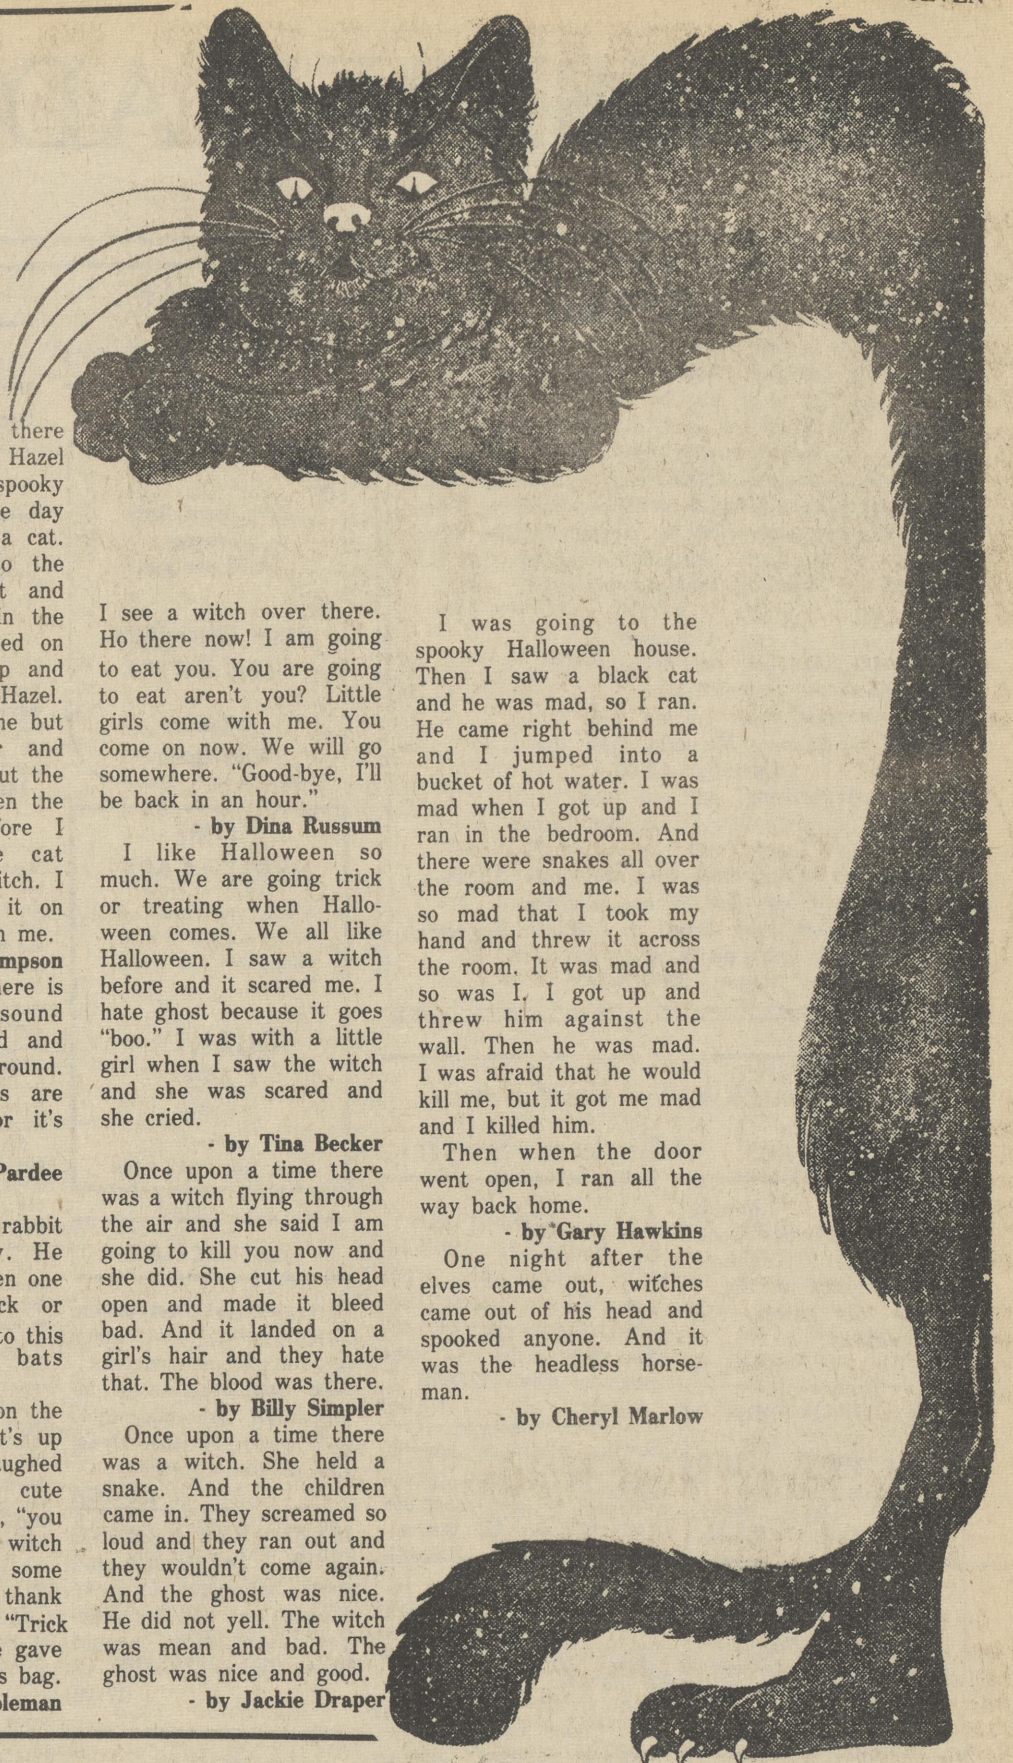 there
Hazel
spooky
day
a cat.
the
and
the
on
and
Hazel.
but
and
the
the
I
cat
I
it on
me.
is
sound
and
are
it's
Pardee
rabbit
He
one
or
this
bats
the
up
cute
"you
witch
some
thank
"Trick
gave
bag.
I see a witch over there.
Ho there now! I am going
to eat you. You are going
to eat aren't you? Little
girls come with me. You
come on now. We will go
somewhere. "Good-bye, I'll
be back in an hour."
- by Dina Russum
I like Halloween so
much. We are going trick
or treating when Hallo-
ween comes. We all like
Halloween. I saw a witch
before and it scared me. I
hate ghost because it goes
"boo." I was with a little
girl when I saw the witch
and she was scared and
she cried.
- by Tina Becker
Once upon a time there
was a witch flying through
the air and she said I am
going to kill you now and
she did. She cut his head
open and made it bleed
bad. And it landed on a
girl's hair and they hate
that. The blood was there.
- by Billy Simpler
Once upon a time there
was a witch. She held a
snake. And the children
came in. They screamed so
loud and they ran out and
they wouldn't come again.
And the ghost was nice.
He did not yell. The witch
was mean and bad. The
ghost was nice and good.
- by Jackie Draper
I was going to the
spooky Halloween house.
Then I saw a black cat
and he was mad, so I ran.
He came right behind me
and I jumped into a
bucket of hot water. I was
mad when I got up and I
ran in the bedroom. And
there were snakes all over
the room and me. I was
so mad that I took my
hand and threw it across
the room. It was mad and
so was I. I got up and
threw him against the
wall. Then he was mad.
I was afraid that he would
kill me, but it got me mad
and I killed him.
Then when the door
went open, I ran all the
way back home.
- by Gary Hawkins
One night after the
elves came out, witches
came out of his head and
spooked anyone. And it
was the headless horse-
man.
- by Cheryl Marlow